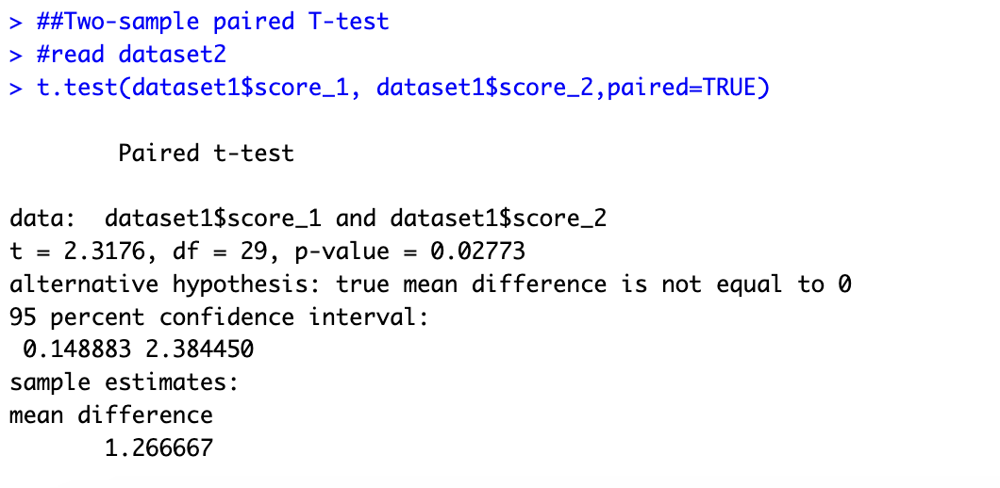 > ##Two-sample paired T-test
> #read dataset2
> t.test(dataset1$score_1, dataset1$score_2,paired=TRUE)
Paired t-test
data:  dataset1$score_1 and dataset1$score_2
t = 2.3176, df = 29, p-value = 0.02773
alternative hypothesis: true mean difference is not equal to 0
95 percent confidence interval:
 0.148883 2.384450
sample estimates:
mean difference
       1.266667